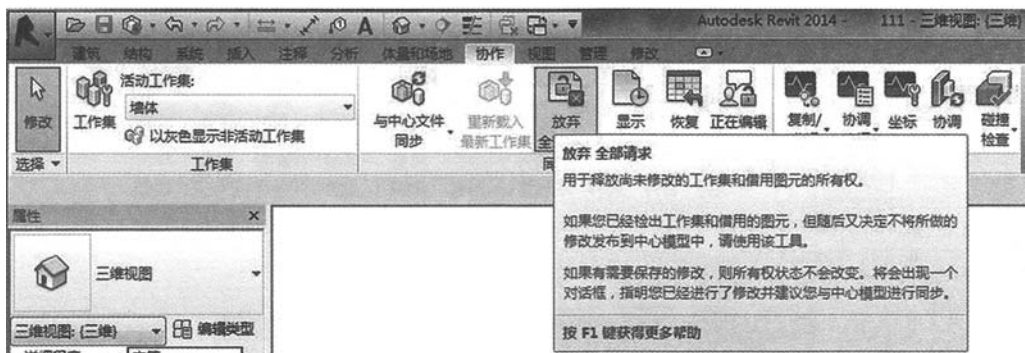 Autodesk Revit 2014 - 111 - 三维视图: {三维}
建筑 结构 系统 插入 注释 分析 体量和场地 协作 视图 管理 修改
修改
工作集
活动工作集:
墙体
以灰色显示非活动工作集
与中心文件
同步
重新载入
最新工作集
放弃
显示
恢复
正在编辑
复制/
协调
坐标
协调
碰撞
检查
选择
工作集
放弃 全部请求
用于释放尚未修改的工作集和借用图元的所有权。
如果您已经检出工作集和借用的图元，但随后又决定不将所做的
修改发布到中心模型中，请使用该工具。
如果有需要保存的修改，则所有权状态不会改变。将会出现一个
对话框，指明您已经进行了修改并建议您与中心模型进行同步。
按 F1 键获得更多帮助
属性
三维视图
三维视图: {三维}
编辑类型